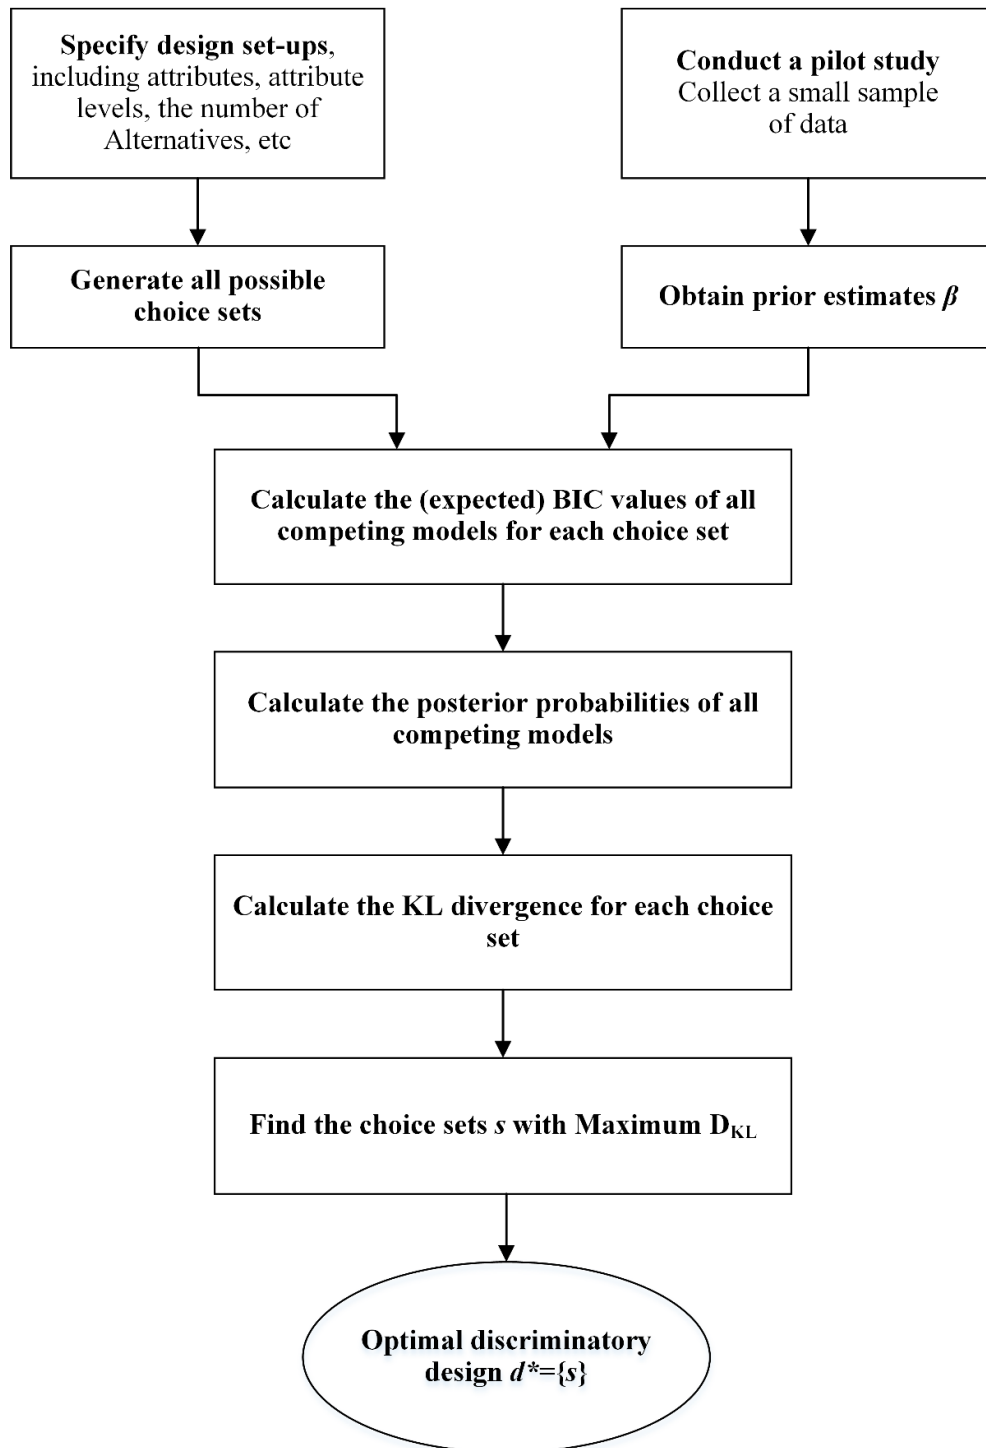 Specify design set-ups,
including attributes, attribute
levels, the number of
Alternatives, etc
Conduct a pilot study
Collect a small sample
of data
Generate all possible
choice sets
Obtain prior estimates β
Calculate the (expected) BIC values of all
competing models for each choice set
Calculate the posterior probabilities of all
competing models
Calculate the KL divergence for each choice
set
Find the choice sets s with Maximum D_KL
Optimal discriminatory
design d*={s}